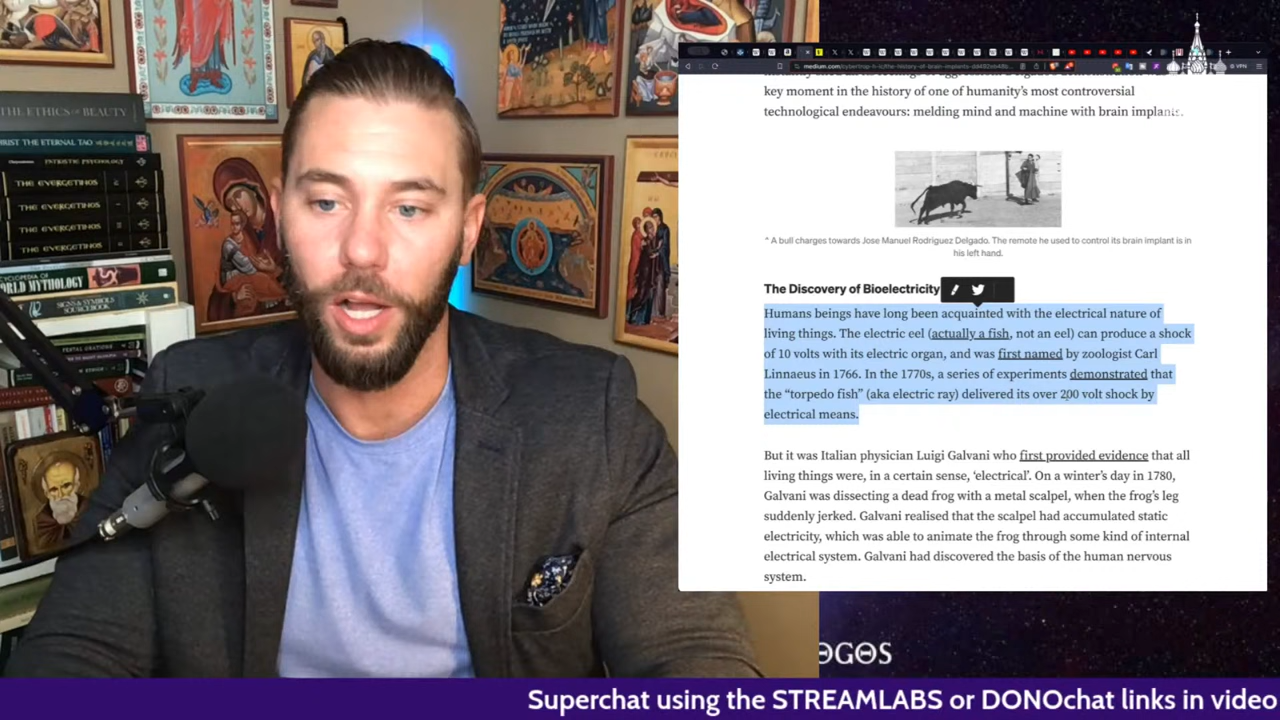 THE ETHICS OF BEAUTY
CHRIST THE ETERNAL TAO
THE EVERGETINOS
THE EVERGETINOS
THE EVERGETINOS
THE EVERGETINOS
WORLD MYTHOLOGY
SIGNS & SYMBOLS
SOURCEBOOK
key moment in the history of one of humanity's most controversial
technological endeavours: melding mind and machine with brain implants.
^ A bull charges towards Jose Manuel Rodriguez Delgado. The remote he used to control its brain implant is in
his left hand.
The Discovery of Bioelectricity
Humans beings have long been acquainted with the electrical nature of
living things. The electric eel (actually a fish, not an eel) can produce a shock
of 10 volts with its electric organ, and was first named by zoologist Carl
Linnaeus in 1766. In the 1770s, a series of experiments demonstrated that
the “torpedo fish” (aka electric ray) delivered its over 200 volt shock by
electrical means.
But it was Italian physician Luigi Galvani who first provided evidence that all
living things were, in a certain sense, ‘electrical’. On a winter’s day in 1780,
Galvani was dissecting a dead frog with a metal scalpel, when the frog’s leg
suddenly jerked. Galvani realised that the scalpel had accumulated static
electricity, which was able to animate the frog through some kind of internal
electrical system. Galvani had discovered the basis of the human nervous
system.
OGOS
Superchat using the STREAMLABS or DONOchat links in video